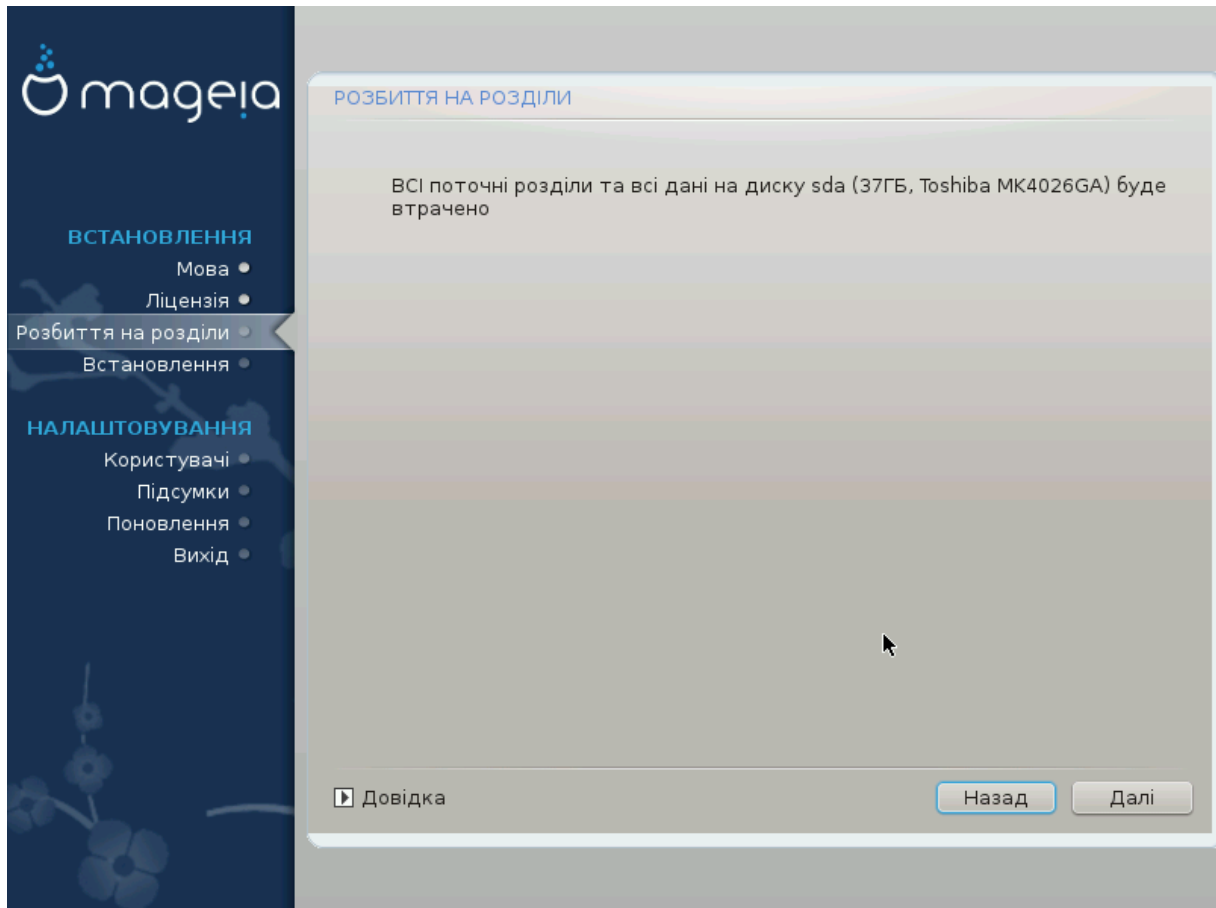 mageia
ВСТАНОВЛЕННЯ
Мова
Ліцензія
Розбиття на розділи
Встановлення
НАЛАШТОВУВАННЯ
Користувачі
Підсумки
Поновлення
Вихід
РОЗБИТТЯ НА РОЗДІЛИ
ВСІ поточні розділи та всі дані на диску sda (37ГБ, Toshiba MK4026GA) буде
втрачено
Довідка
Назад
Далі